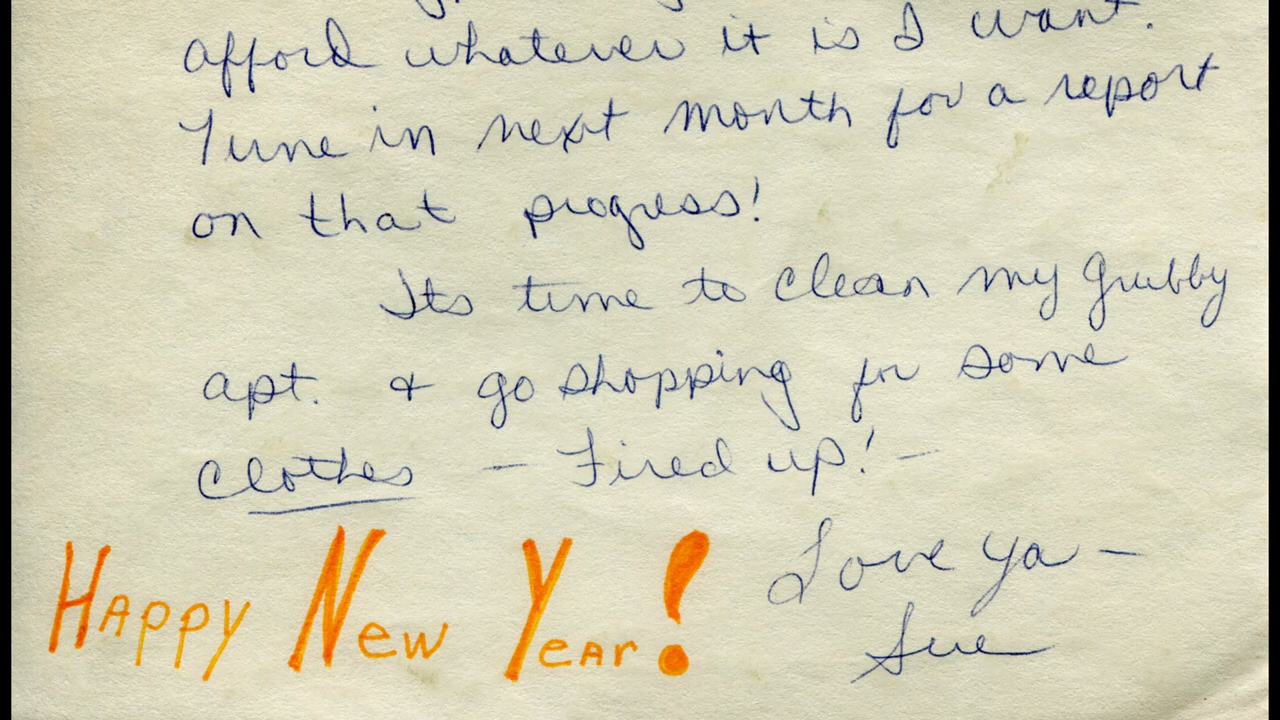 afford whatever it is I want.
Tune in next month for a report
on that progress!
Its time to clean my grubby
apt. & go shopping for some
clothes – Fired up! –
Love ya –
Sue
Happy New Year!